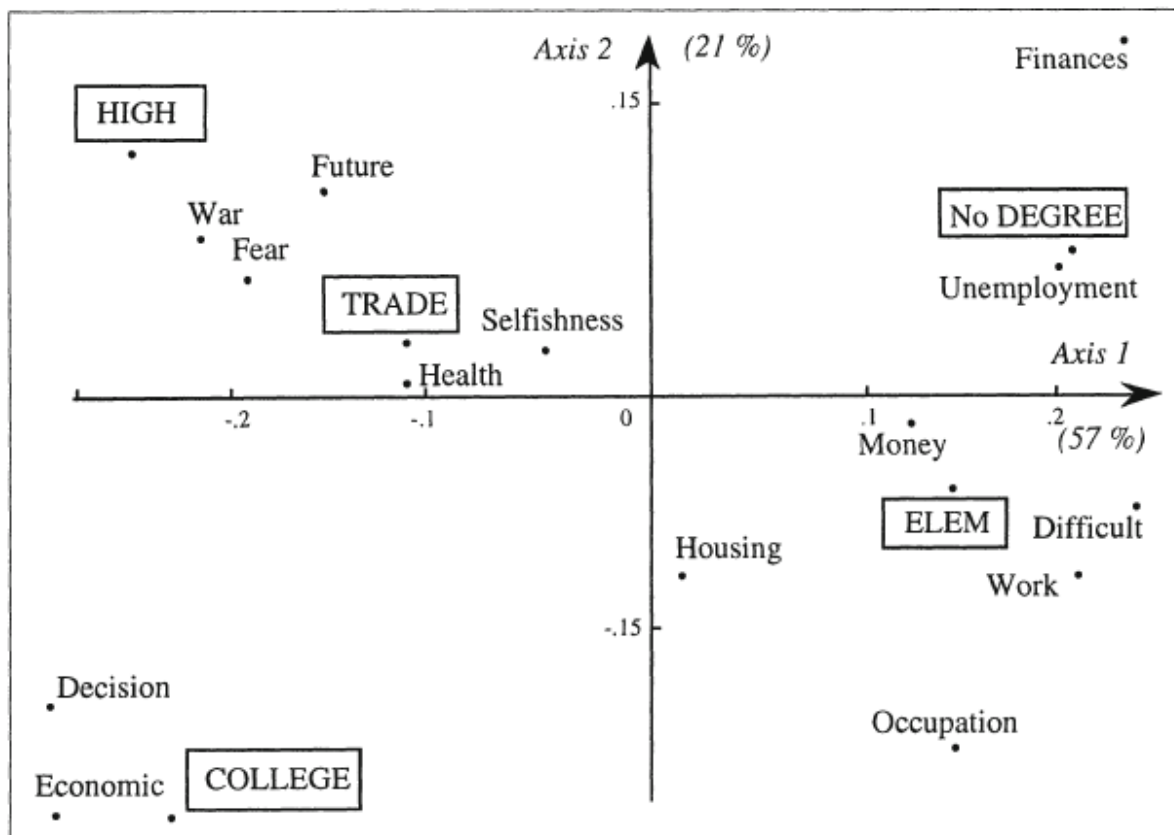 Axis 2 (21 %)
Finances
.15
HIGH
Future
War
No DEGREE
Fear
Unemployment
TRADE
Selfishness
Axis 1
Health
-.2 -.1 0 .1 .2
Money (57 %)
ELEM
Difficult
Housing
Work
-.15
Decision
Occupation
Economic COLLEGE